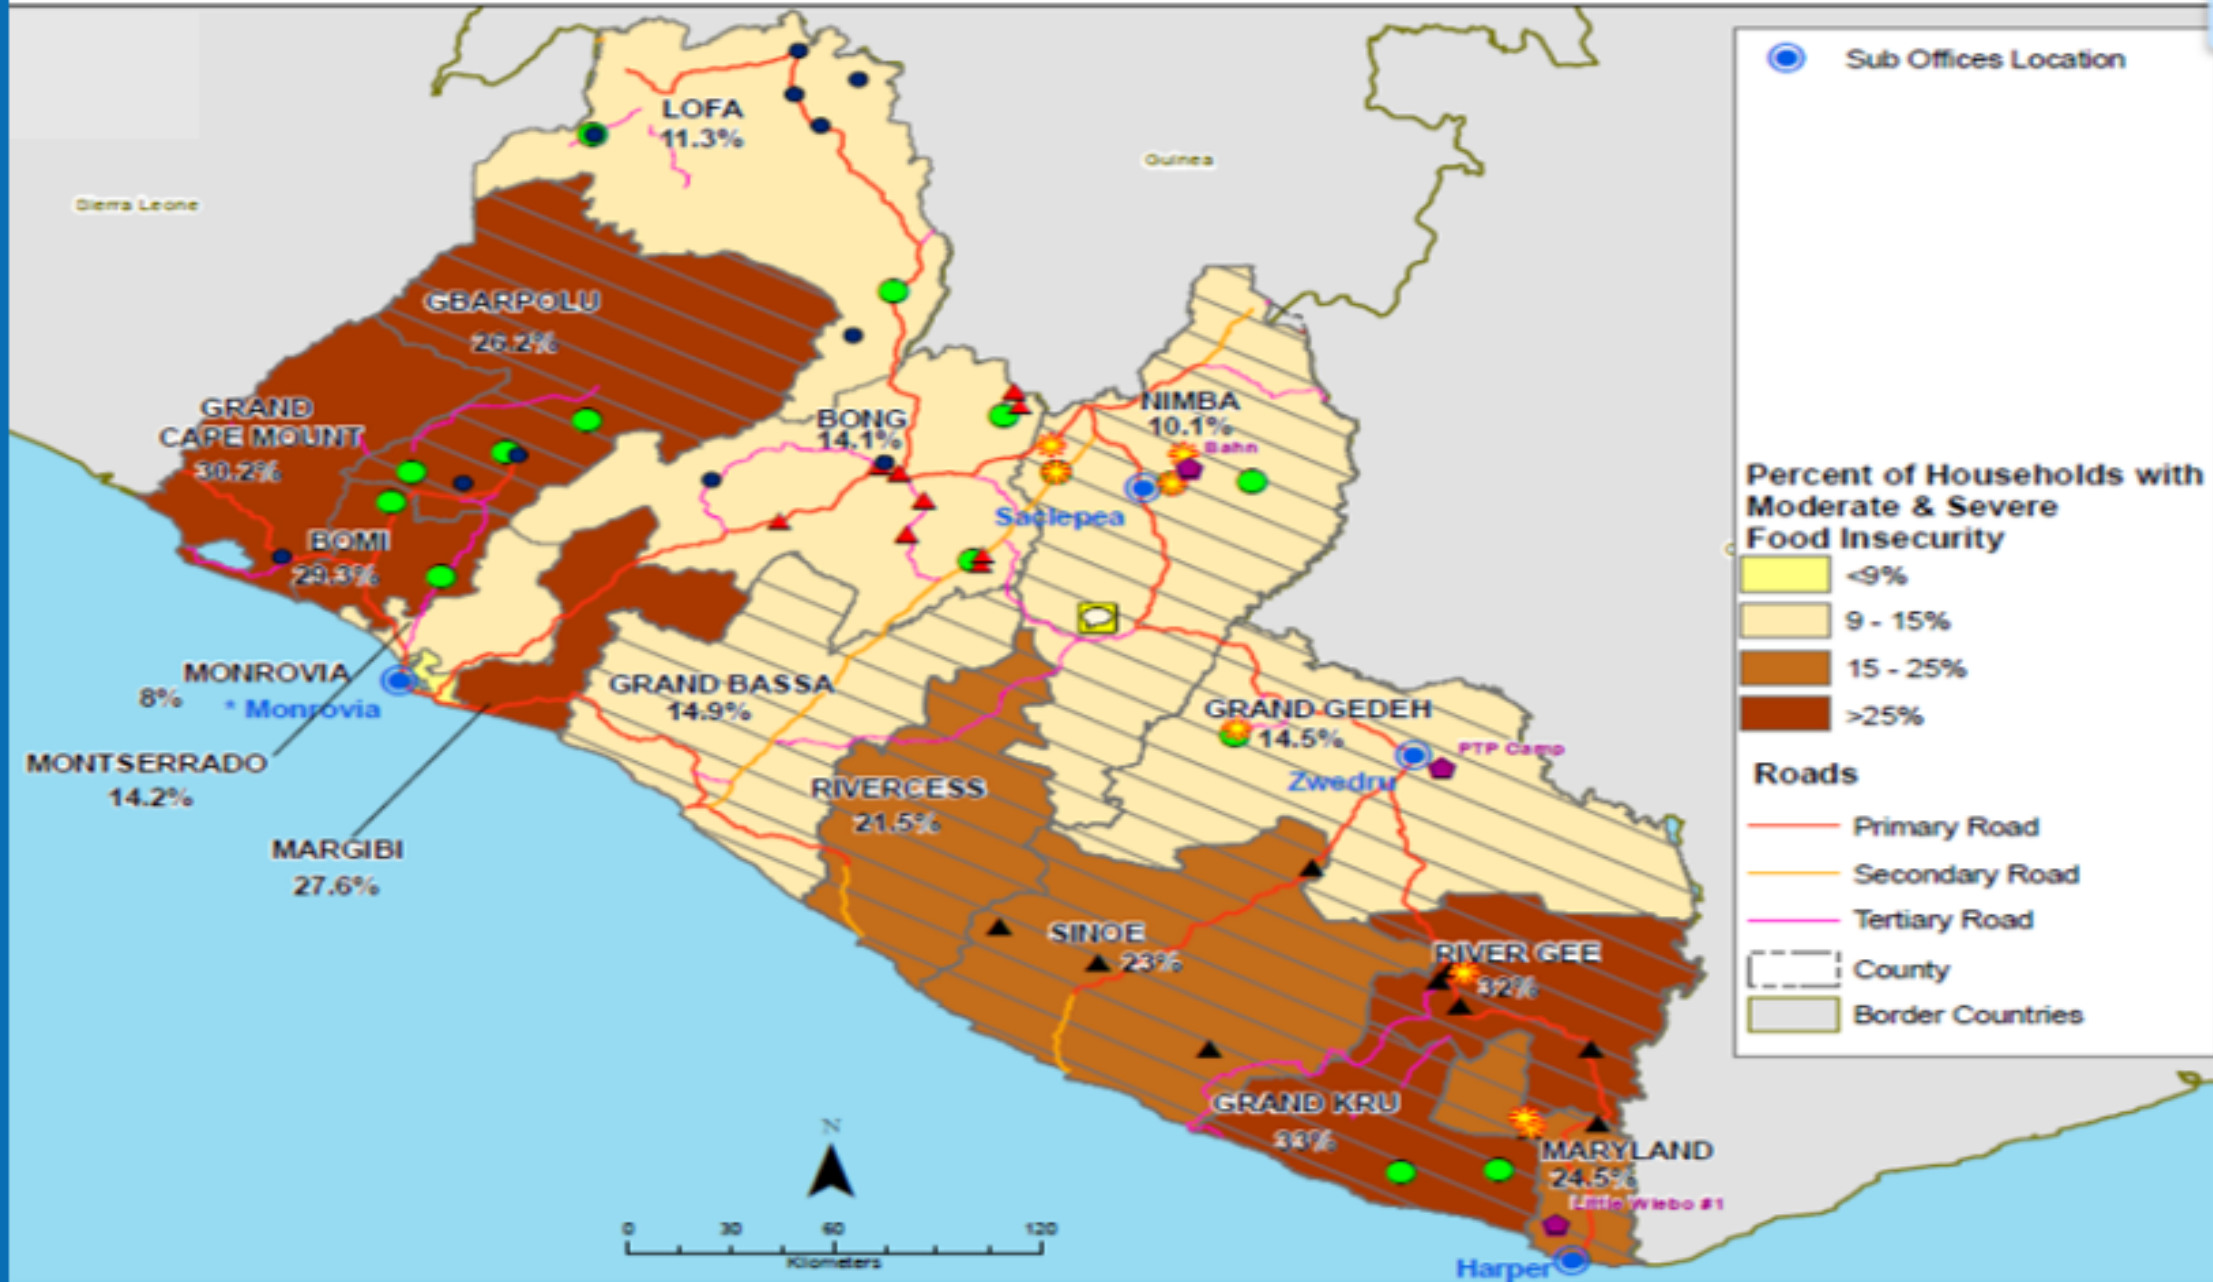 Sierra Leone
Guinea
LOFA
11.3%
GBARPOLU
26.2%
GRAND
CAPE MOUNT
30.2%
BOMI
29.3%
BONG
14.1%
NIMBA
10.1%
Bahn
Saclepea
MONROVIA
8%
* Monrovia
MONTSERRADO
14.2%
MARGIBI
27.6%
GRAND BASSA
14.9%
RIVERCESS
21.5%
GRAND GEDEH
14.5%
PTP Camp
Zwedru
SINOE
23%
RIVER GEE
32%
GRAND KRU
33%
MARYLAND
24.5%
Little Wlebo #1
Harper
N
0 30 60 120
Kilometers
Sub Offices Location
Percent of Households with
Moderate & Severe
Food Insecurity
<9%
9 - 15%
15 - 25%
>25%
Roads
Primary Road
Secondary Road
Tertiary Road
County
Border Countries